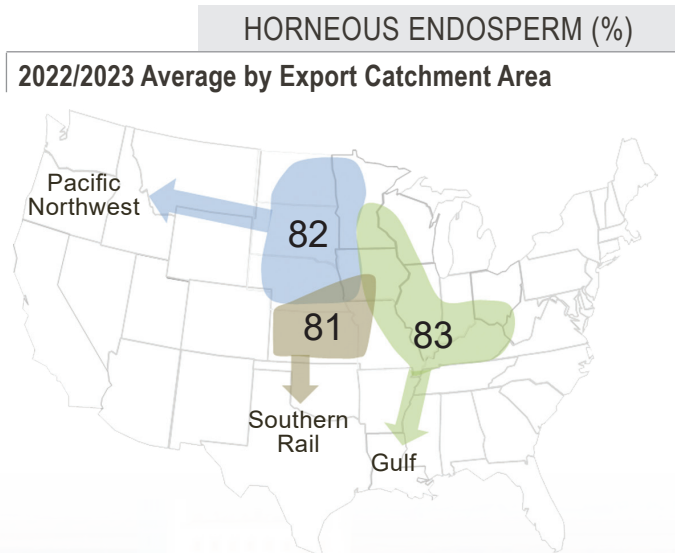 HORNEOUS ENDOSPERM (%)
2022/2023 Average by Export Catchment Area
Pacific
Northwest
82
81
83
Southern
Rail
Gulf